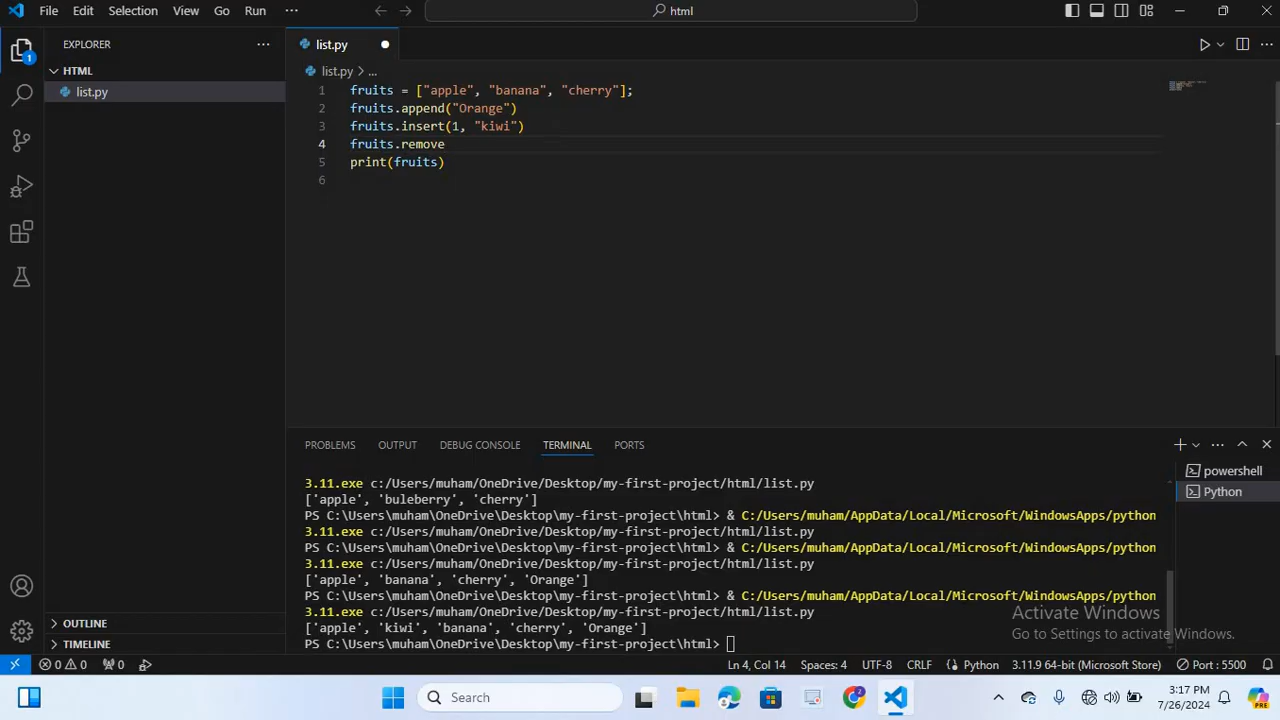 File Edit Selection View Go Run ... html
EXPLORER ...
HTML
list.py
OUTLINE
TIMELINE
1
list.py
list.py > ...
1 fruits = ["apple", "banana", "cherry"];
2 fruits.append("Orange")
3 fruits.insert(1, "kiwi")
4 fruits.remove
5 print(fruits)
6
PROBLEMS OUTPUT DEBUG CONSOLE TERMINAL PORTS
powershell
Python
3.11.exe c:/Users/muham/OneDrive/Desktop/my-first-project/html/list.py
['apple', 'buleberry', 'cherry']
PS C:\Users\muham\OneDrive\Desktop\my-first-project\html> & C:/Users/muham/AppData/Local/Microsoft/WindowsApps/python
3.11.exe c:/Users/muham/OneDrive/Desktop/my-first-project/html/list.py
PS C:\Users\muham\OneDrive\Desktop\my-first-project\html> & C:/Users/muham/AppData/Local/Microsoft/WindowsApps/python
3.11.exe c:/Users/muham/OneDrive/Desktop/my-first-project/html/list.py
['apple', 'banana', 'cherry', 'Orange']
PS C:\Users\muham\OneDrive\Desktop\my-first-project\html> & C:/Users/muham/AppData/Local/Microsoft/WindowsApps/python
3.11.exe c:/Users/muham/OneDrive/Desktop/my-first-project/html/list.py
['apple', 'kiwi', 'banana', 'cherry', 'Orange']
PS C:\Users\muham\OneDrive\Desktop\my-first-project\html>
Activate Windows
Go to Settings to activate Windows.
0 0 0 Ln 4, Col 14 Spaces: 4 UTF-8 CRLF Python 3.11.9 64-bit (Microsoft Store) Port : 5500
Search
3:17 PM
7/26/2024
PRE